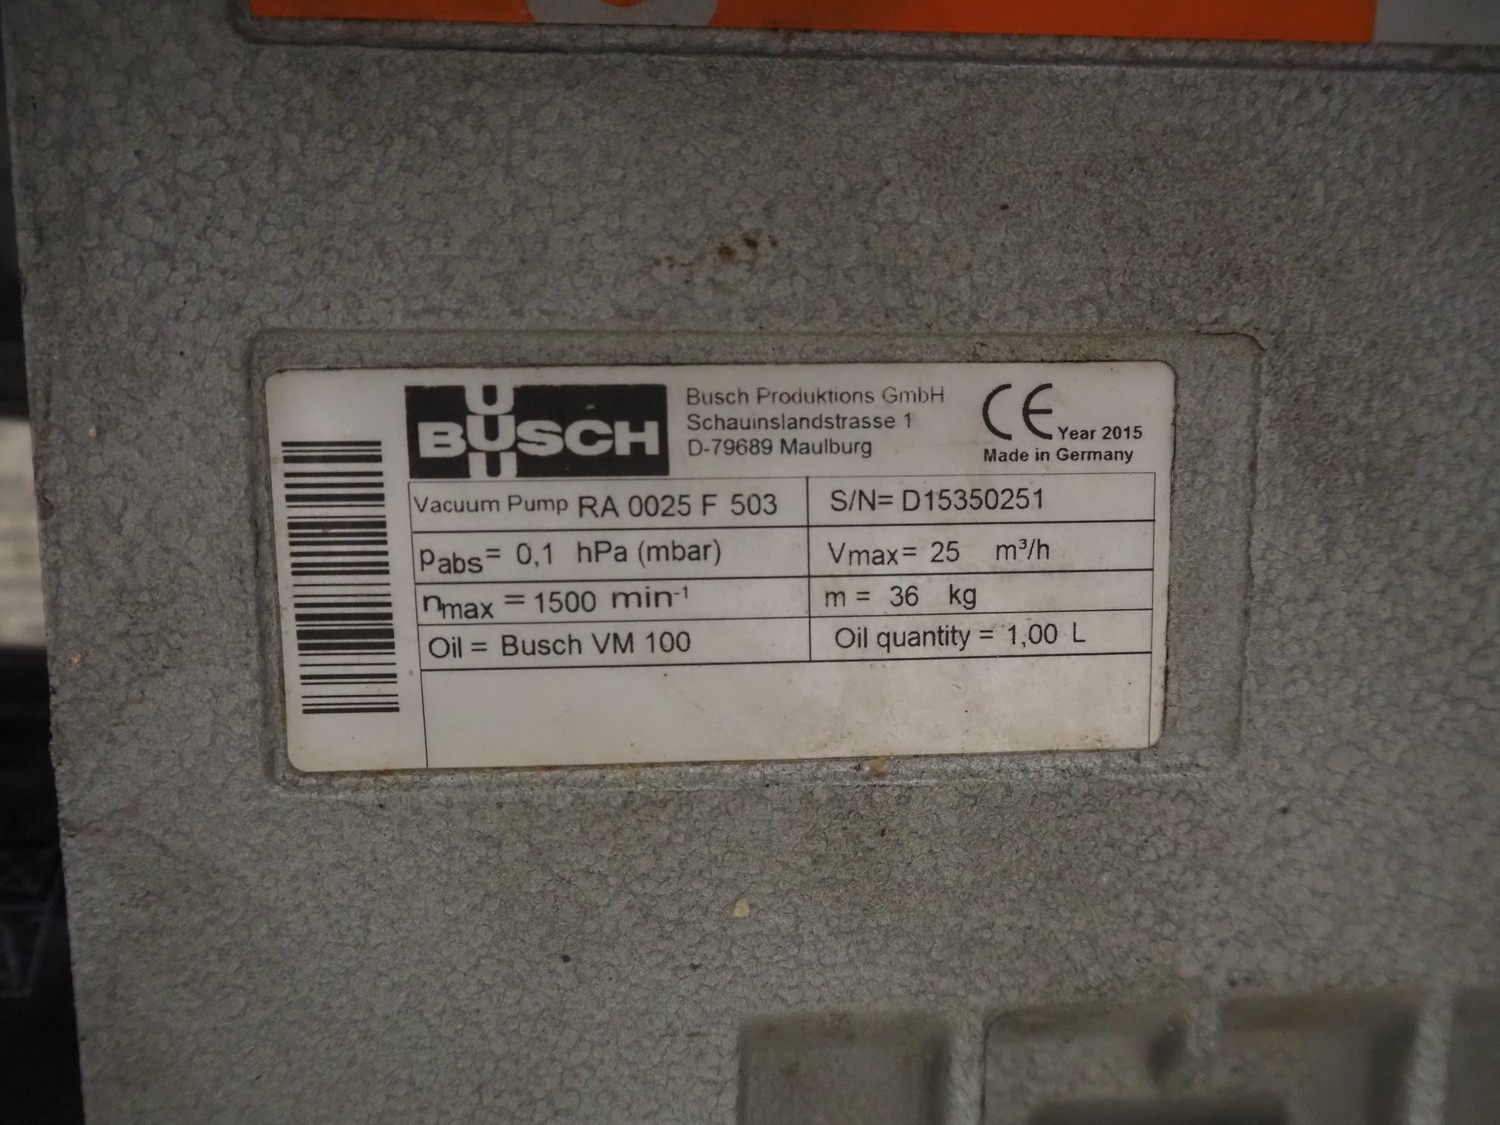 BUSCH
Busch Produktions GmbH
Schauinslandstrasse 1
D-79689 Maulburg
CE Year 2015
Made in Germany
Vacuum Pump RA 0025 F 503
S/N= D15350251
pabs= 0,1 hPa (mbar)
Vmax= 25 m³/h
nmax = 1500 min-1
m = 36 kg
Oil = Busch VM 100
Oil quantity = 1,00 L